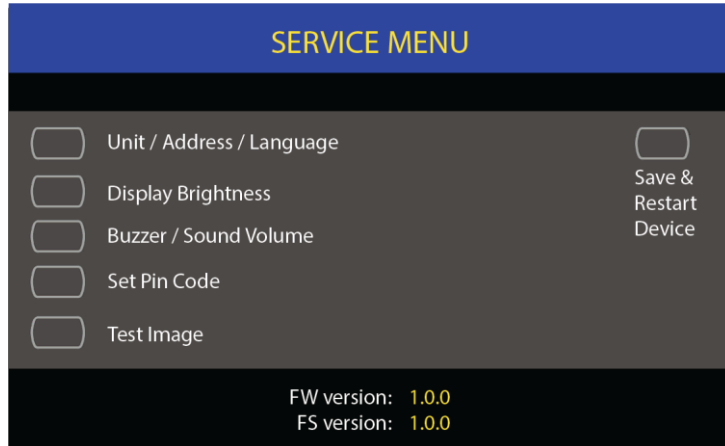 SERVICE MENU
Unit / Address / Language
Display Brightness
Buzzer / Sound Volume
Set Pin Code
Test Image
Save &
Restart
Device
FW version: 1.0.0
FS version: 1.0.0